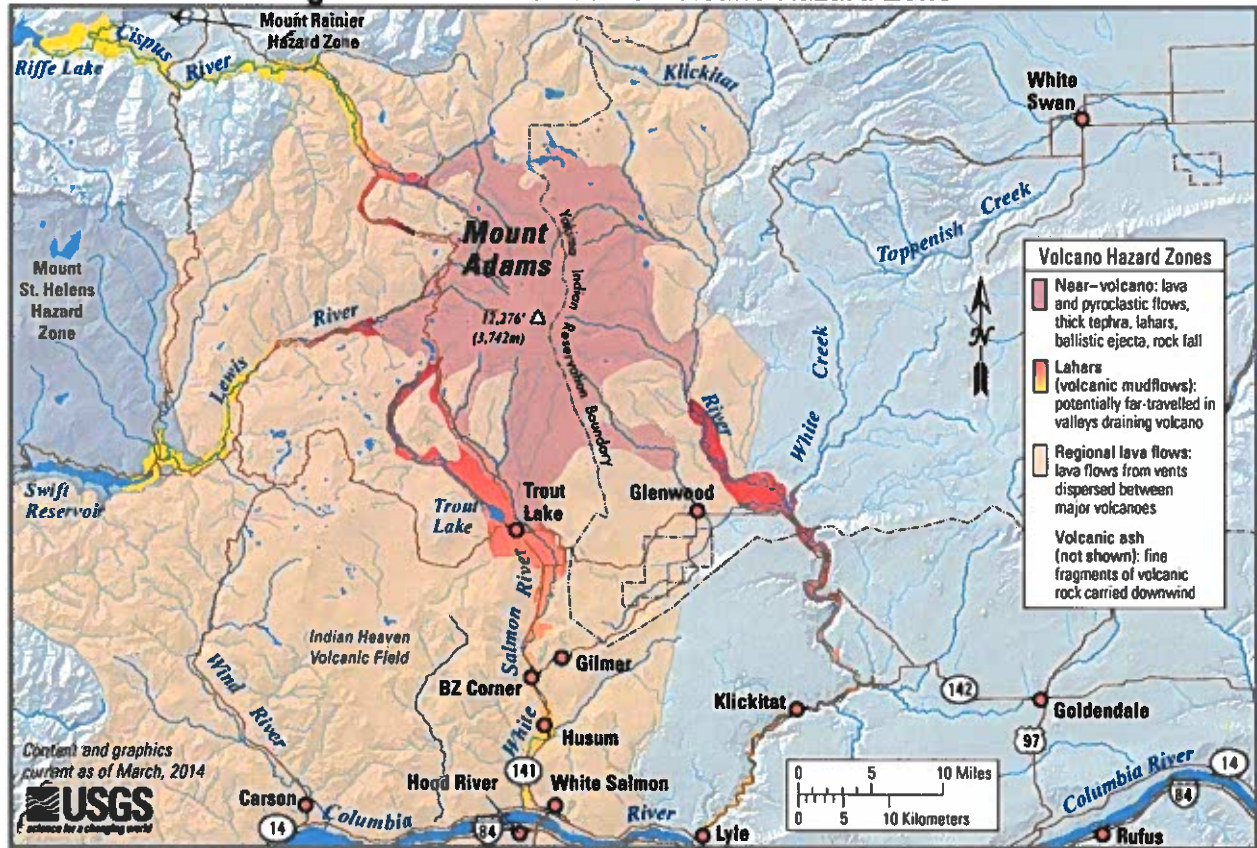 Mount Rainier
Hazard Zone
Cispus
River
Riffe Lake
Klickitat
White
Swan
Toppenish Creek
Mount
St. Helens
Hazard
Zone
Mount
Adams
12,276'
(3,742m)
Yakima Indian Reservation Boundary
River
Lewis
White Creek
River
Swift
Reservoir
Trout
Lake
Trout
Lake
Glenwood
Volcano Hazard Zones
Near-volcano: lava
and pyroclastic flows,
thick tephra, lahars,
ballistic ejecta, rock fall
Lahars
(volcanic mudflows):
potentially far-travelled in
valleys draining volcano
Regional lava flows:
lava flows from vents
dispersed between
major volcanoes
Volcanic ash
(not shown): fine
fragments of volcanic
rock carried downwind
N
Indian Heaven
Volcanic Field
Wind
River
White Salmon River
Gilmer
BZ Corner
Husum
141
Hood River
White Salmon
Klickitat
142
Goldendale
97
Content and graphics
current as of March, 2014
USGS
science for a changing world
Carson
14
Columbia
84
River
Lyle
0 5 10 Miles
0 5 10 Kilometers
Columbia River
14
84
Rufus